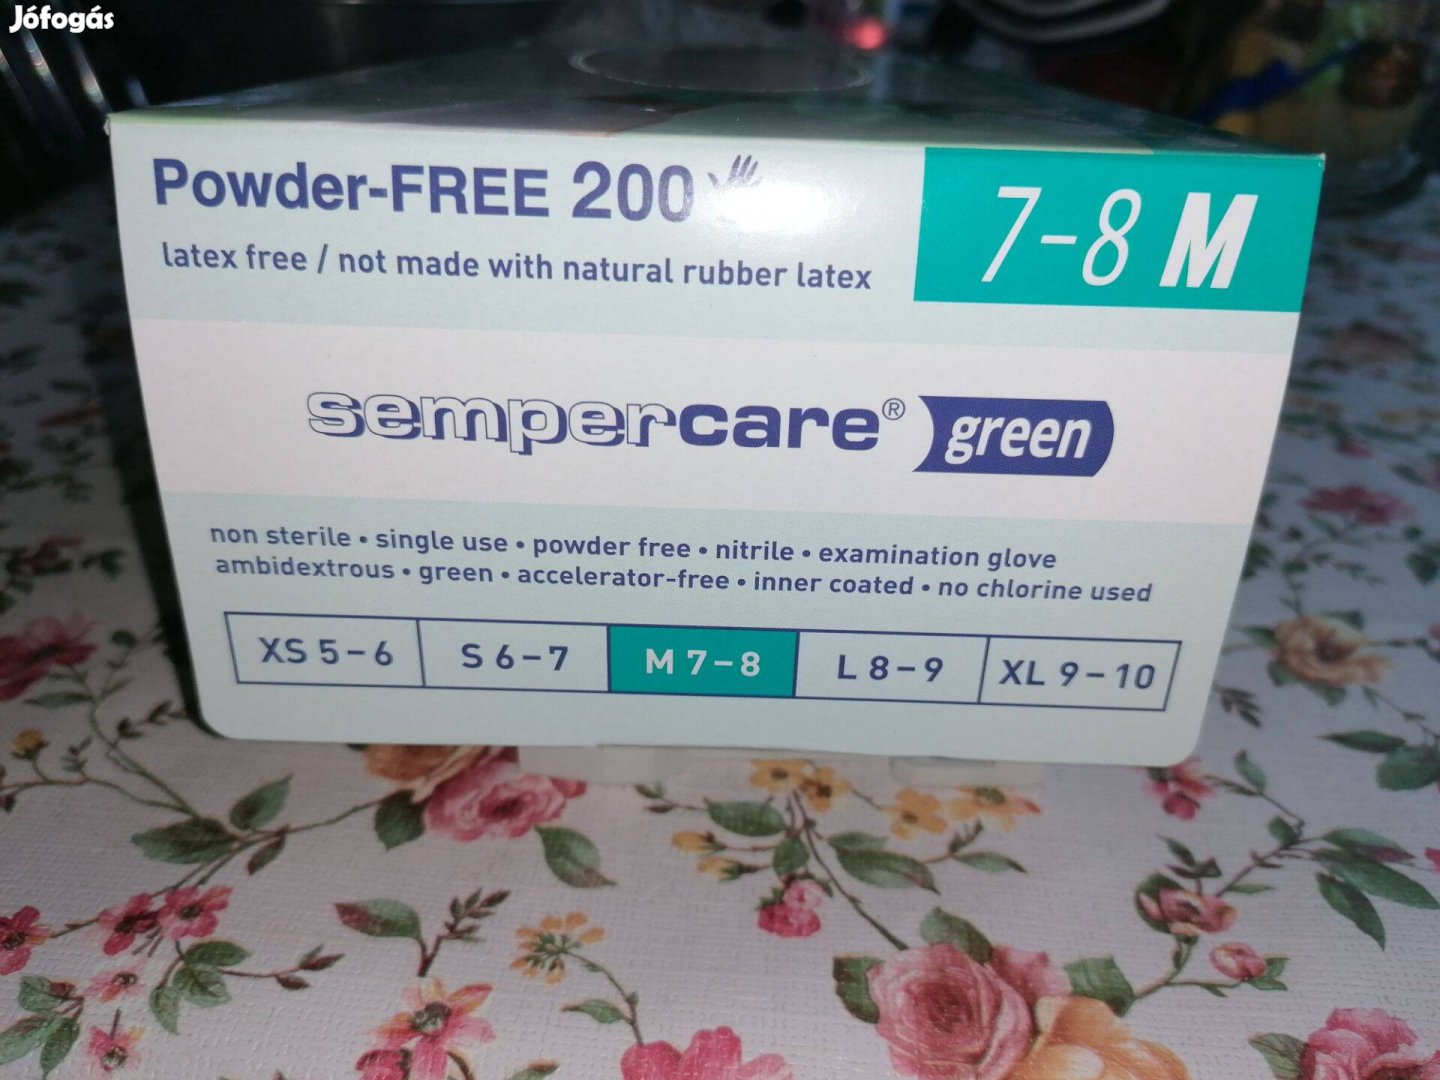 Jófogás
Powder-FREE 200
7-8 M
latex free / not made with natural rubber latex
sempercare® green
non sterile • single use • powder free • nitrile • examination glove
ambidextrous • green • accelerator-free • inner coated • no chlorine used
XS 5-6 S 6-7 M 7-8 L 8-9 XL 9-10